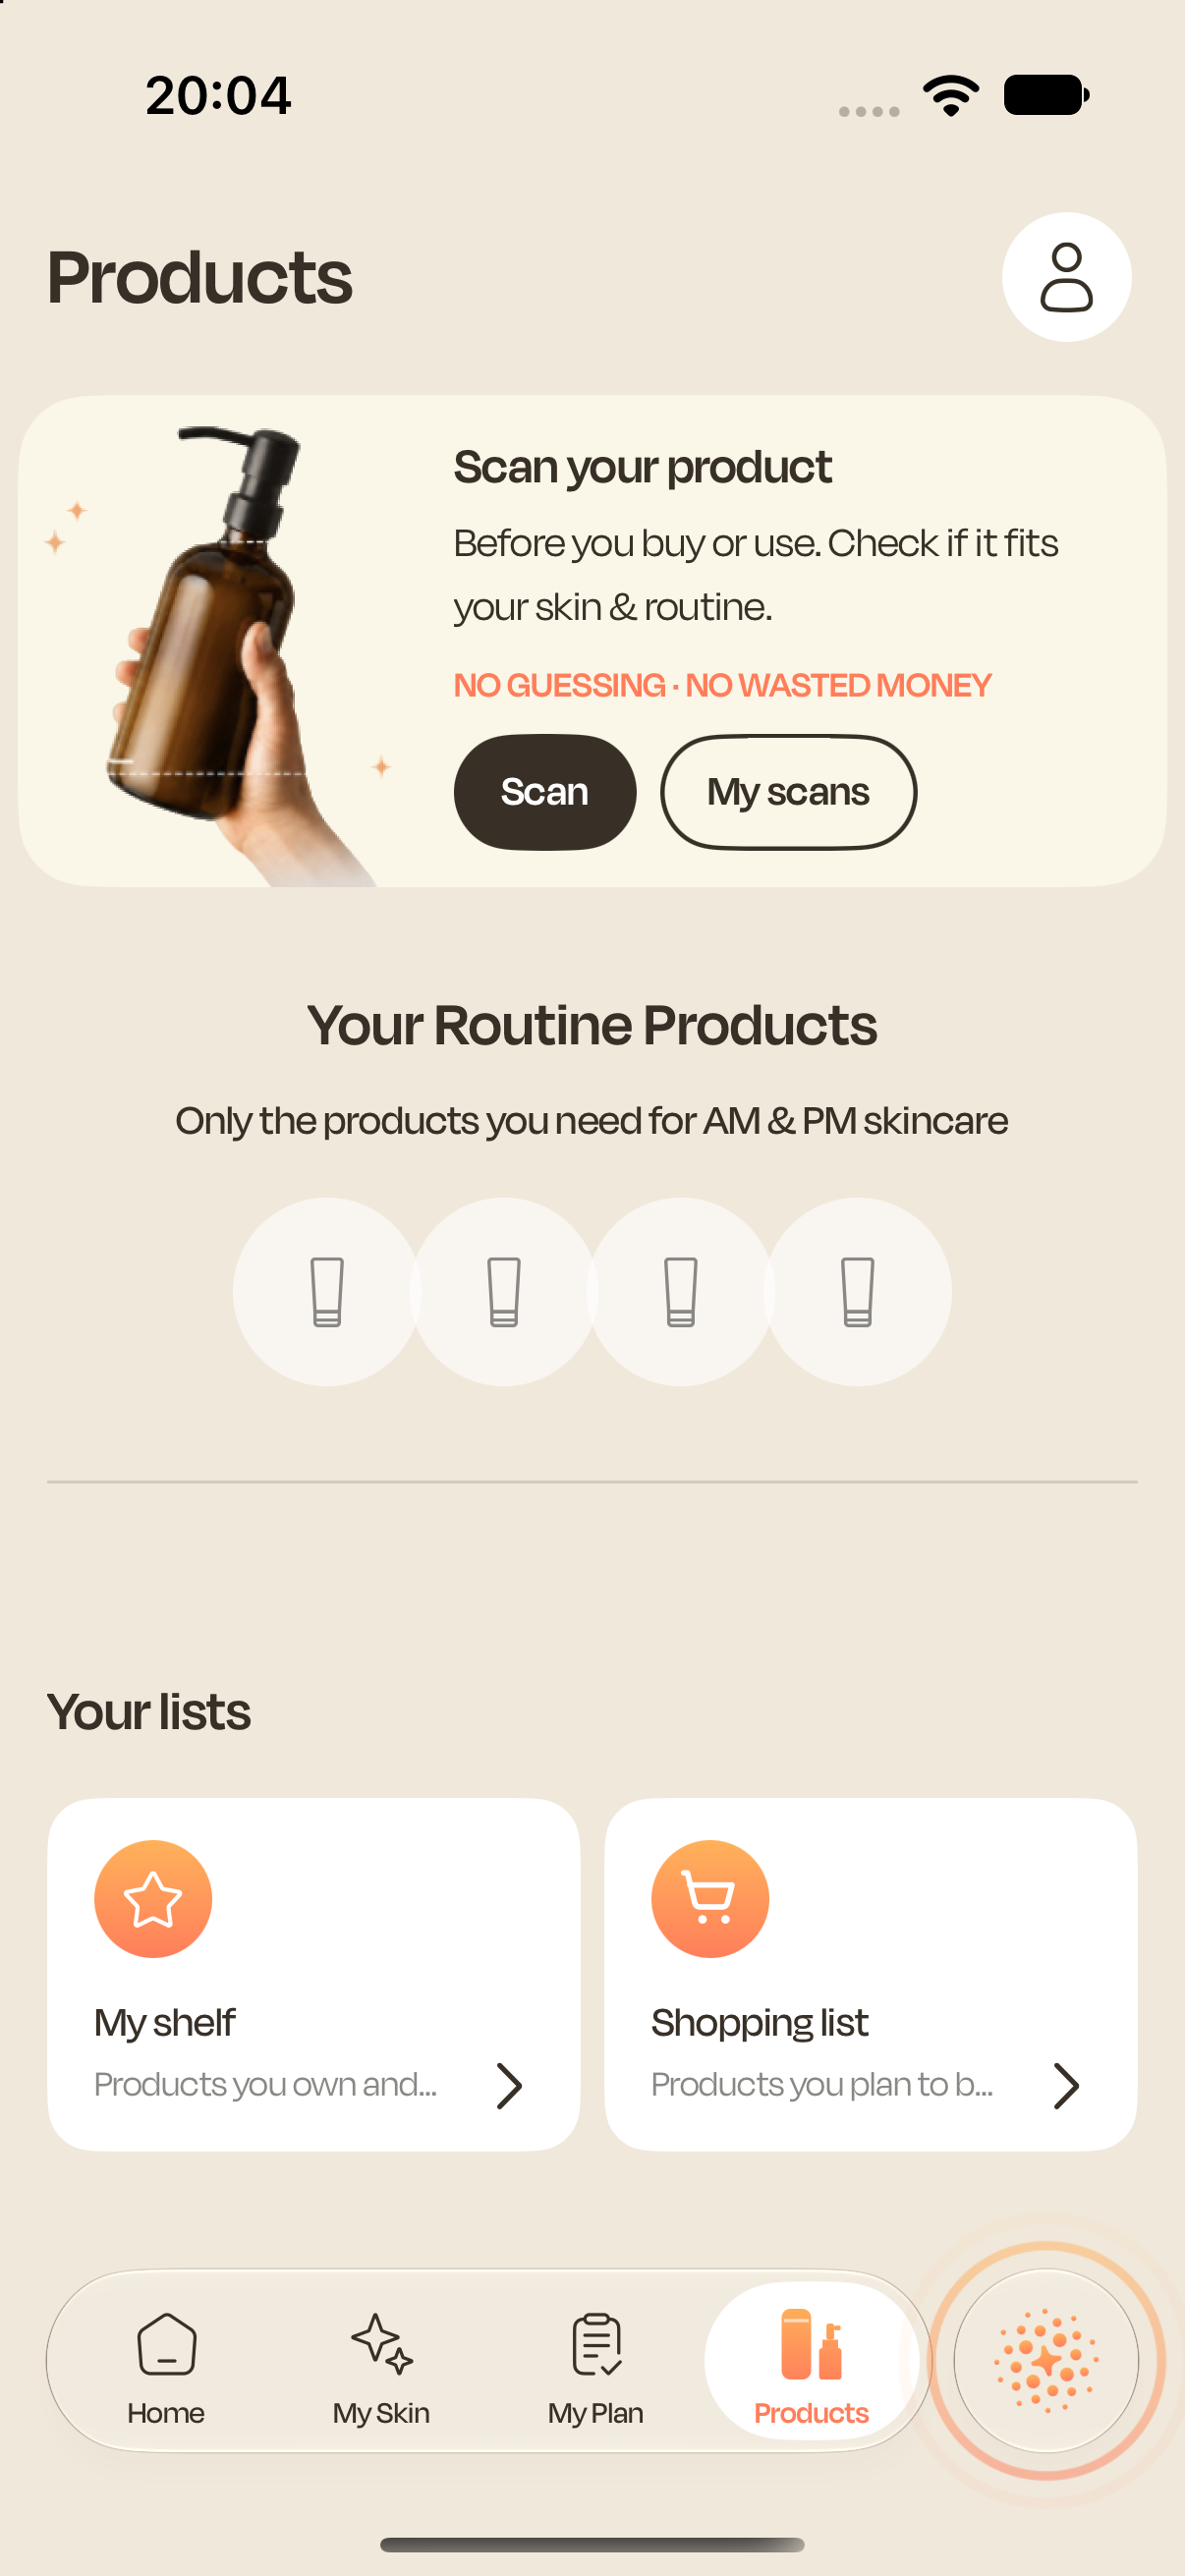 20:04
Products
Scan your product
Before you buy or use. Check if it fits
your skin & routine.
NO GUESSING · NO WASTED MONEY
Scan
My scans
Your Routine Products
Only the products you need for AM & PM skincare
Your lists
My shelf
Products you own and...
Shopping list
Products you plan to b...
Home
My Skin
My Plan
Products